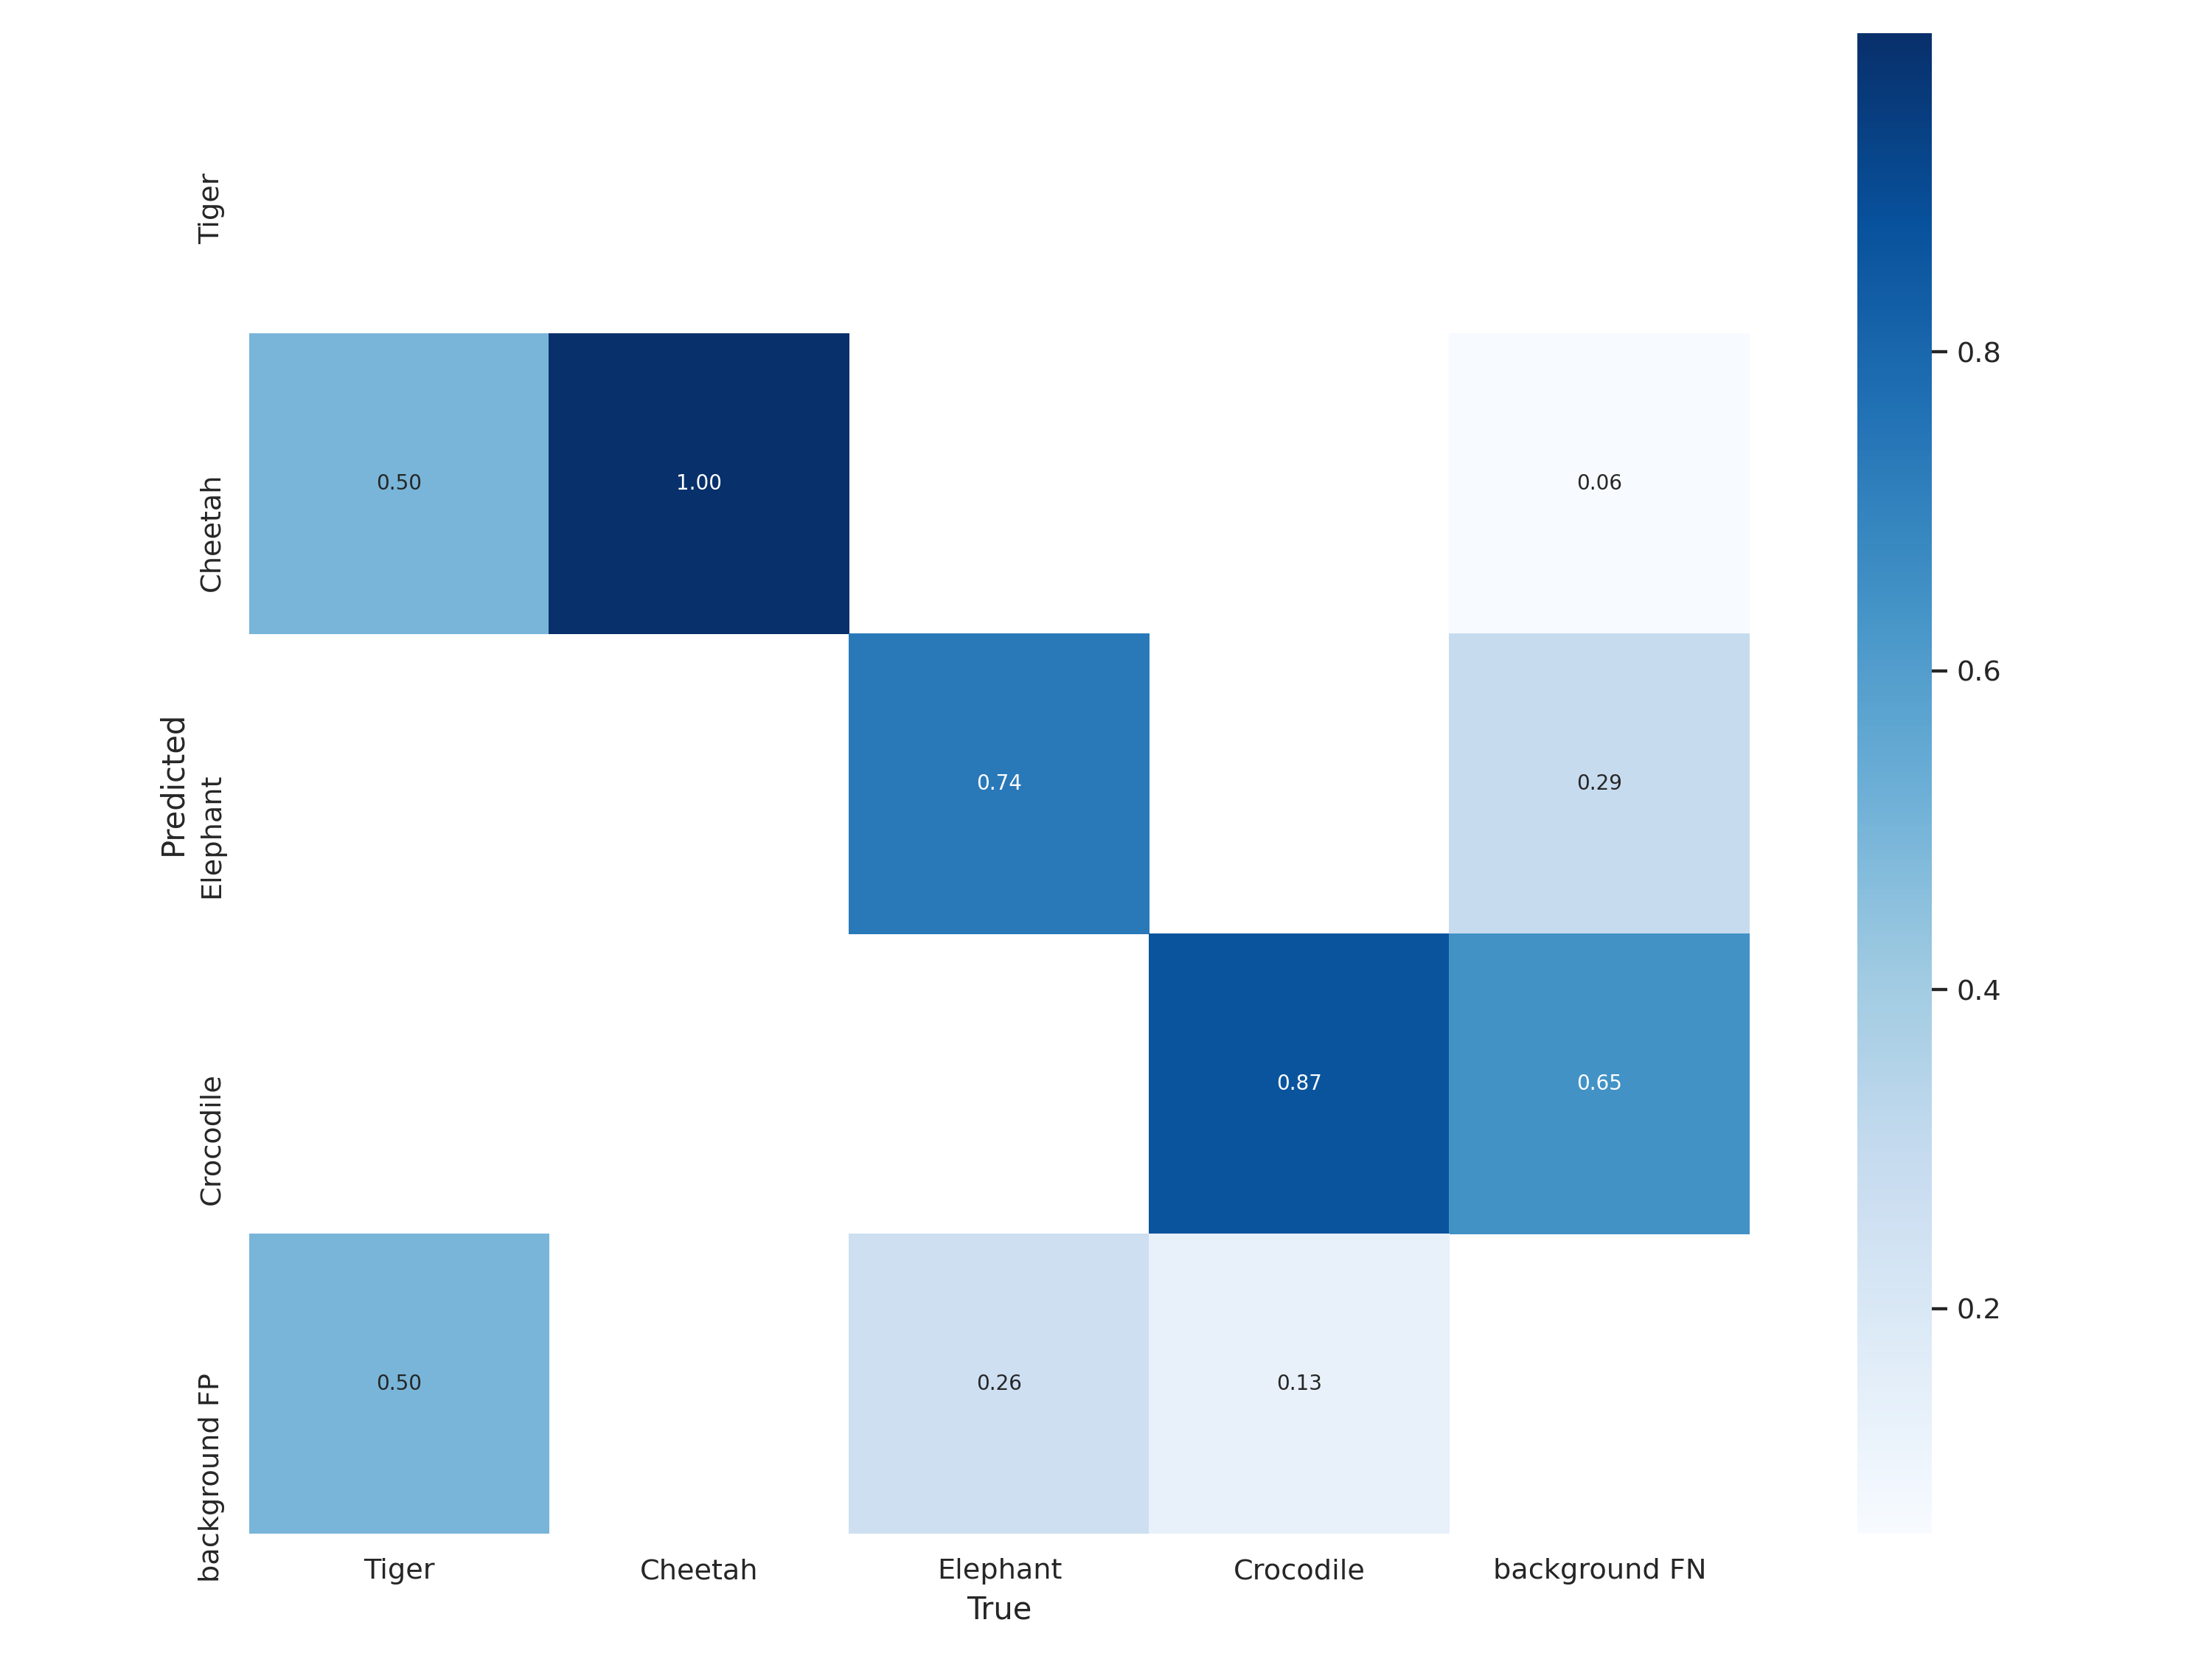 Tiger
Cheetah
Elephant
Crocodile
background FP
Predicted
0.50
1.00
0.06
0.74
0.29
0.87
0.65
0.50
0.26
0.13
Tiger
Cheetah
Elephant
Crocodile
background FN
True
0.8
0.6
0.4
0.2